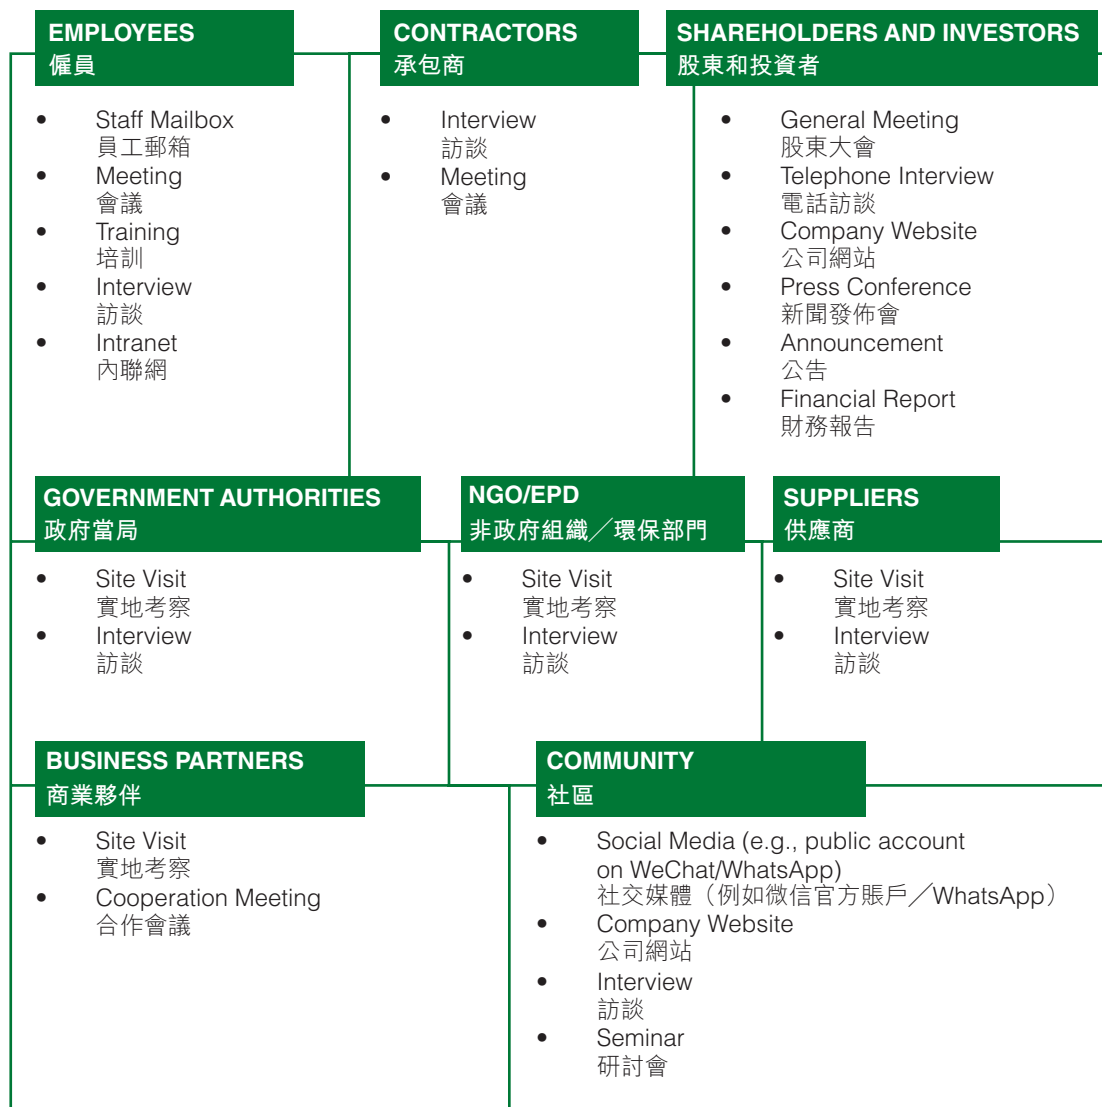 EMPLOYEES
僱員
• Staff Mailbox
員工郵箱
• Meeting
會議
• Training
培訓
• Interview
訪談
• Intranet
內聯網
CONTRACTORS
承包商
• Interview
訪談
• Meeting
會議
SHAREHOLDERS AND INVESTORS
股東和投資者
• General Meeting
股東大會
• Telephone Interview
電話訪談
• Company Website
公司網站
• Press Conference
新聞發佈會
• Announcement
公告
• Financial Report
財務報告
GOVERNMENT AUTHORITIES
政府當局
• Site Visit
實地考察
• Interview
訪談
NGO/EPD
非政府組織╱環保部門
• Site Visit
實地考察
• Interview
訪談
SUPPLIERS
供應商
• Site Visit
實地考察
• Interview
訪談
BUSINESS PARTNERS
商業夥伴
• Site Visit
實地考察
• Cooperation Meeting
合作會議
COMMUNITY
社區
• Social Media (e.g., public account
on WeChat/WhatsApp)
社交媒體（例如微信官方賬戶╱WhatsApp）
• Company Website
公司網站
• Interview
訪談
• Seminar
研討會